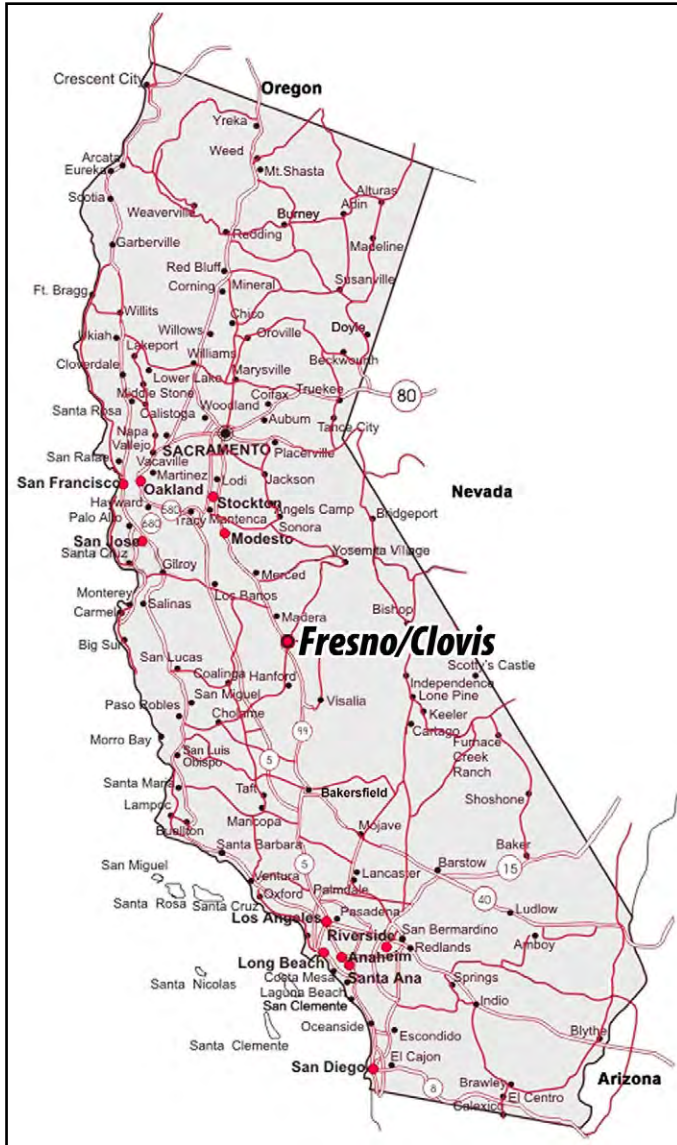 Crescent City
Oregon
Yreka
Weed
Mt.Shasta
Arcata
Eureka
Scotia
Weaverville
Alturas
Burney
Adin
Redding
Madeline
Garberville
Red Bluff
Corning
Mineral
Susanville
Ft. Bragg
Willits
Chico
Ukiah
Willows
Oroville
Doyle
Lakeport
Williams
Beckwourth
Cloverdale
Lower Lake
Marysville
Middle Stone
Colfax
Truekee
80
Santa Rosa
Calistoga
Woodland
Auburn
Tance City
Napa
Vallejo
SACRAMENTO
Placerville
San Rafael
Vacaville
Martinez
Lodi
Jackson
San Francisco
Oakland
Stockton
Nevada
Hayward
580
Tracy
Mantenca
Angels Camp
Bridgeport
Palo Alto
680
Sonora
San Jose
Modesto
Santa Cruz
Yosemita Village
Gilroy
Merced
Los Banos
Monterey
Salinas
Carmel
Madera
Bishop
Big Sur
Fresno/Clovis
San Lucas
Coalinga
Hanford
Scotty's Castle
Independence
San Miguel
Visalia
Lone Pine
Paso Robles
Cholame
Keeler
99
Cartago
Morro Bay
San Luis
Obispo
5
Furnace
Creek
Ranch
Santa Maria
Taft
Bakersfield
Shoshone
Lampoc
Maricopa
Buellton
Mojave
Santa Barbara
5
Baker
San Miguel
Lancaster
Barstow
15
Ventura
Palmdale
Santa Rosa
Santa Cruz
Oxford
40
Los Angeles
Pasadena
Ludlow
Riverside
San Bernardino
Redlands
Amboy
Long Beach
Anaheim
Santa Nicolas
Costa Mesa
Santa Ana
Springs
Laguna Beach
San Clemente
Indio
Santa Clemente
Oceanside
Escondido
Blythe
San Diego
El Cajon
Arizona
8
Brawley
El Centro
Calexico